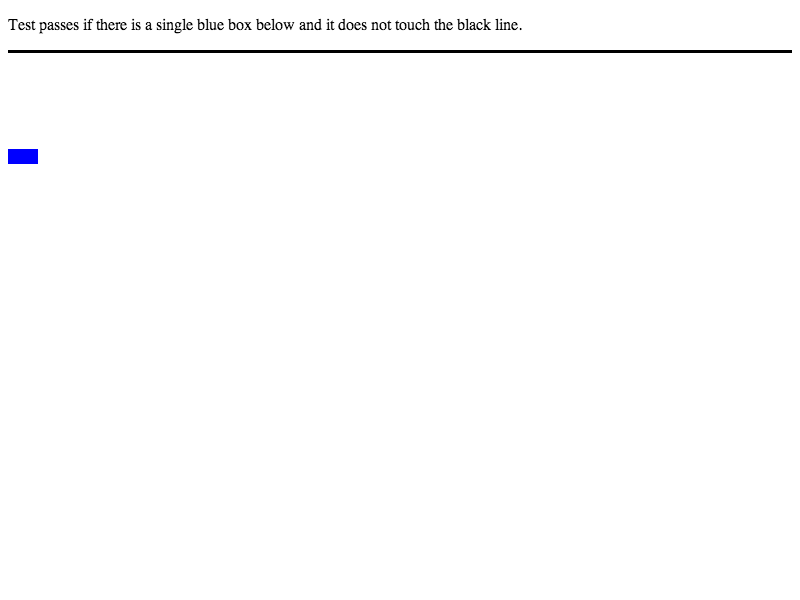 Test passes if there is a single blue box below and it does not touch the black line.